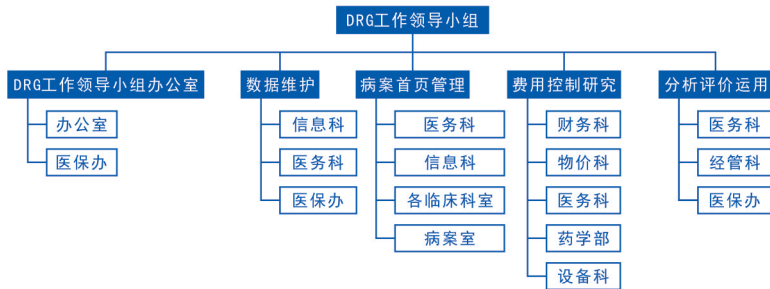 DRG工作领导小组
DRG工作领导小组办公室
办公室
医保办
数据维护
信息科
医务科
医保办
病案首页管理
医务科
信息科
各临床科室
病案室
费用控制研究
财务科
物价科
医务科
药学部
设备科
分析评价运用
医务科
经管科
医保办